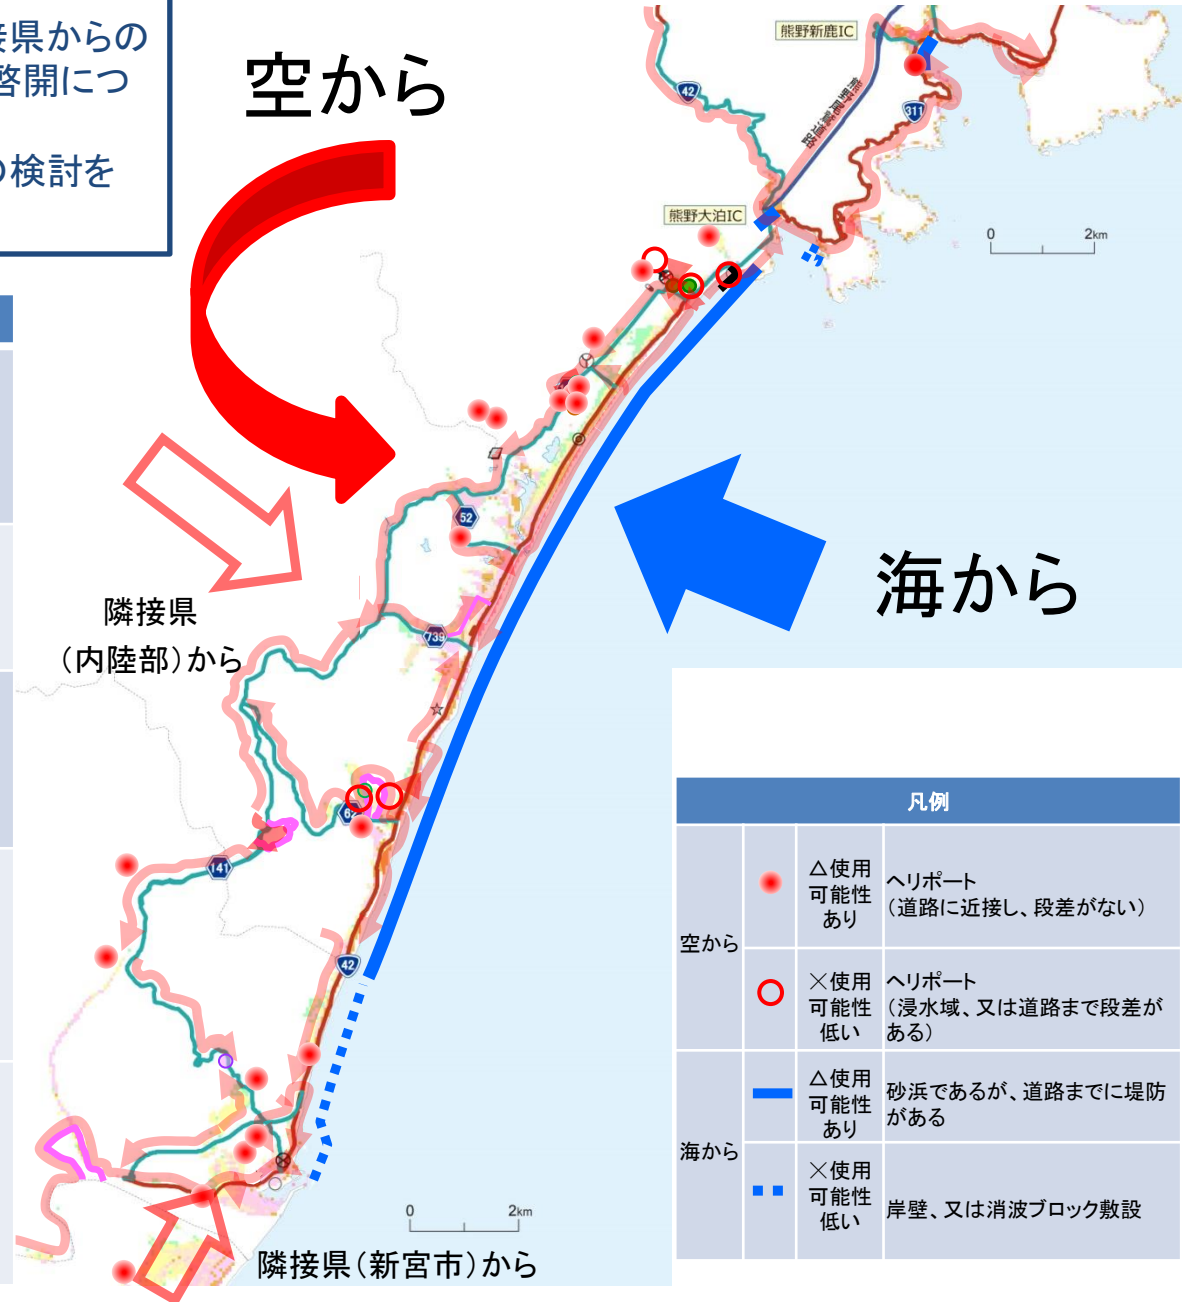 接県からの
啓開につ
の検討を
空から
熊野新鹿IC
42
熊野尾鷲道路
311
熊野大泊IC
0 2km
52
海から
隣接県
（内陸部）から
739
62
141
42
凡例
空から
△使用
可能性
あり
ヘリポート
（道路に近接し、段差がない）
×使用
可能性
低い
ヘリポート
（浸水域、又は道路まで段差が
ある）
海から
△使用
可能性
あり
砂浜であるが、道路までに堤防
がある
×使用
可能性
低い
岸壁、又は消波ブロック敷設
0 2km
隣接県（新宮市）から